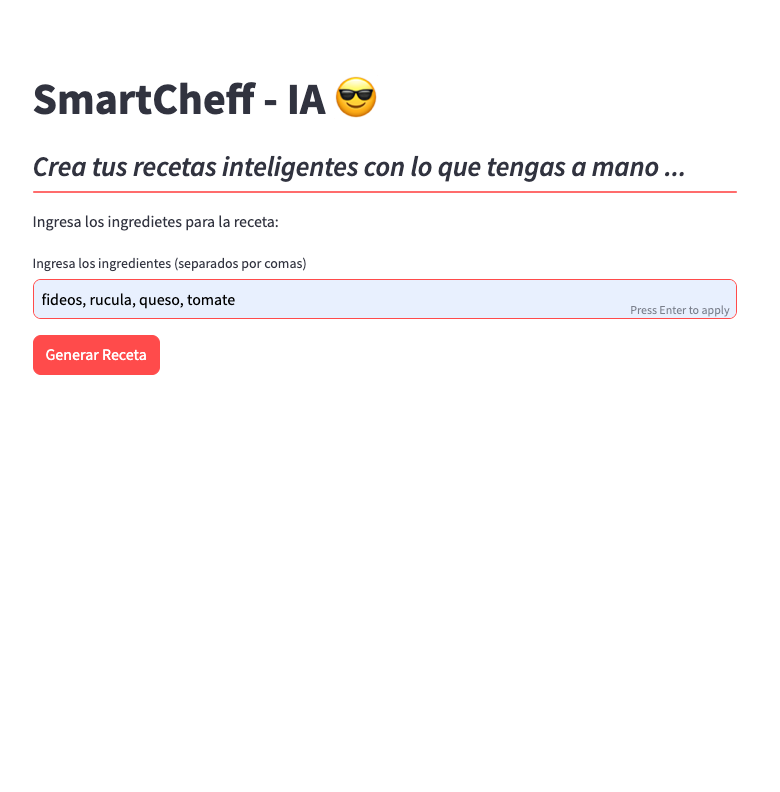 SmartCheff - IA 😎
Crea tus recetas inteligentes con lo que tengas a mano ...
Ingresa los ingredietes para la receta:
Ingresa los ingredientes (separados por comas)
fideos, rucula, queso, tomate
Press Enter to apply
Generar Receta